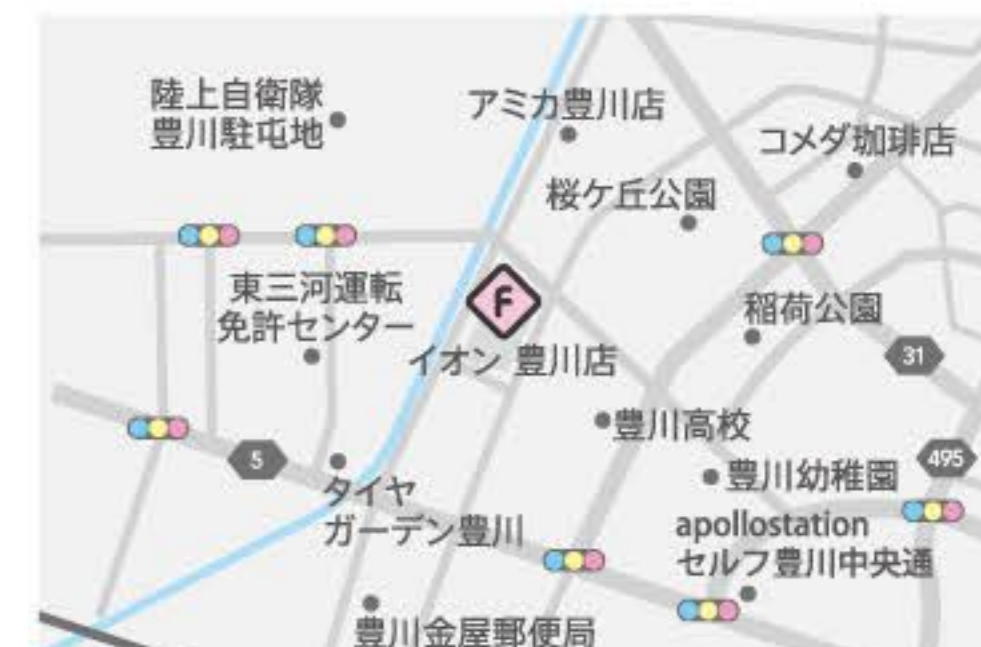 陸上自衛隊
豊川駐屯地
アミカ豊川店
コメダ珈琲店
桜ケ丘公園
東三河運転
免許センター
F
稲荷公園
イオン 豊川店
31
豊川高校
5
495
豊川幼稚園
タイヤ
ガーデン豊川
apollostation
セルフ豊川中央通
豊川金屋郵便局